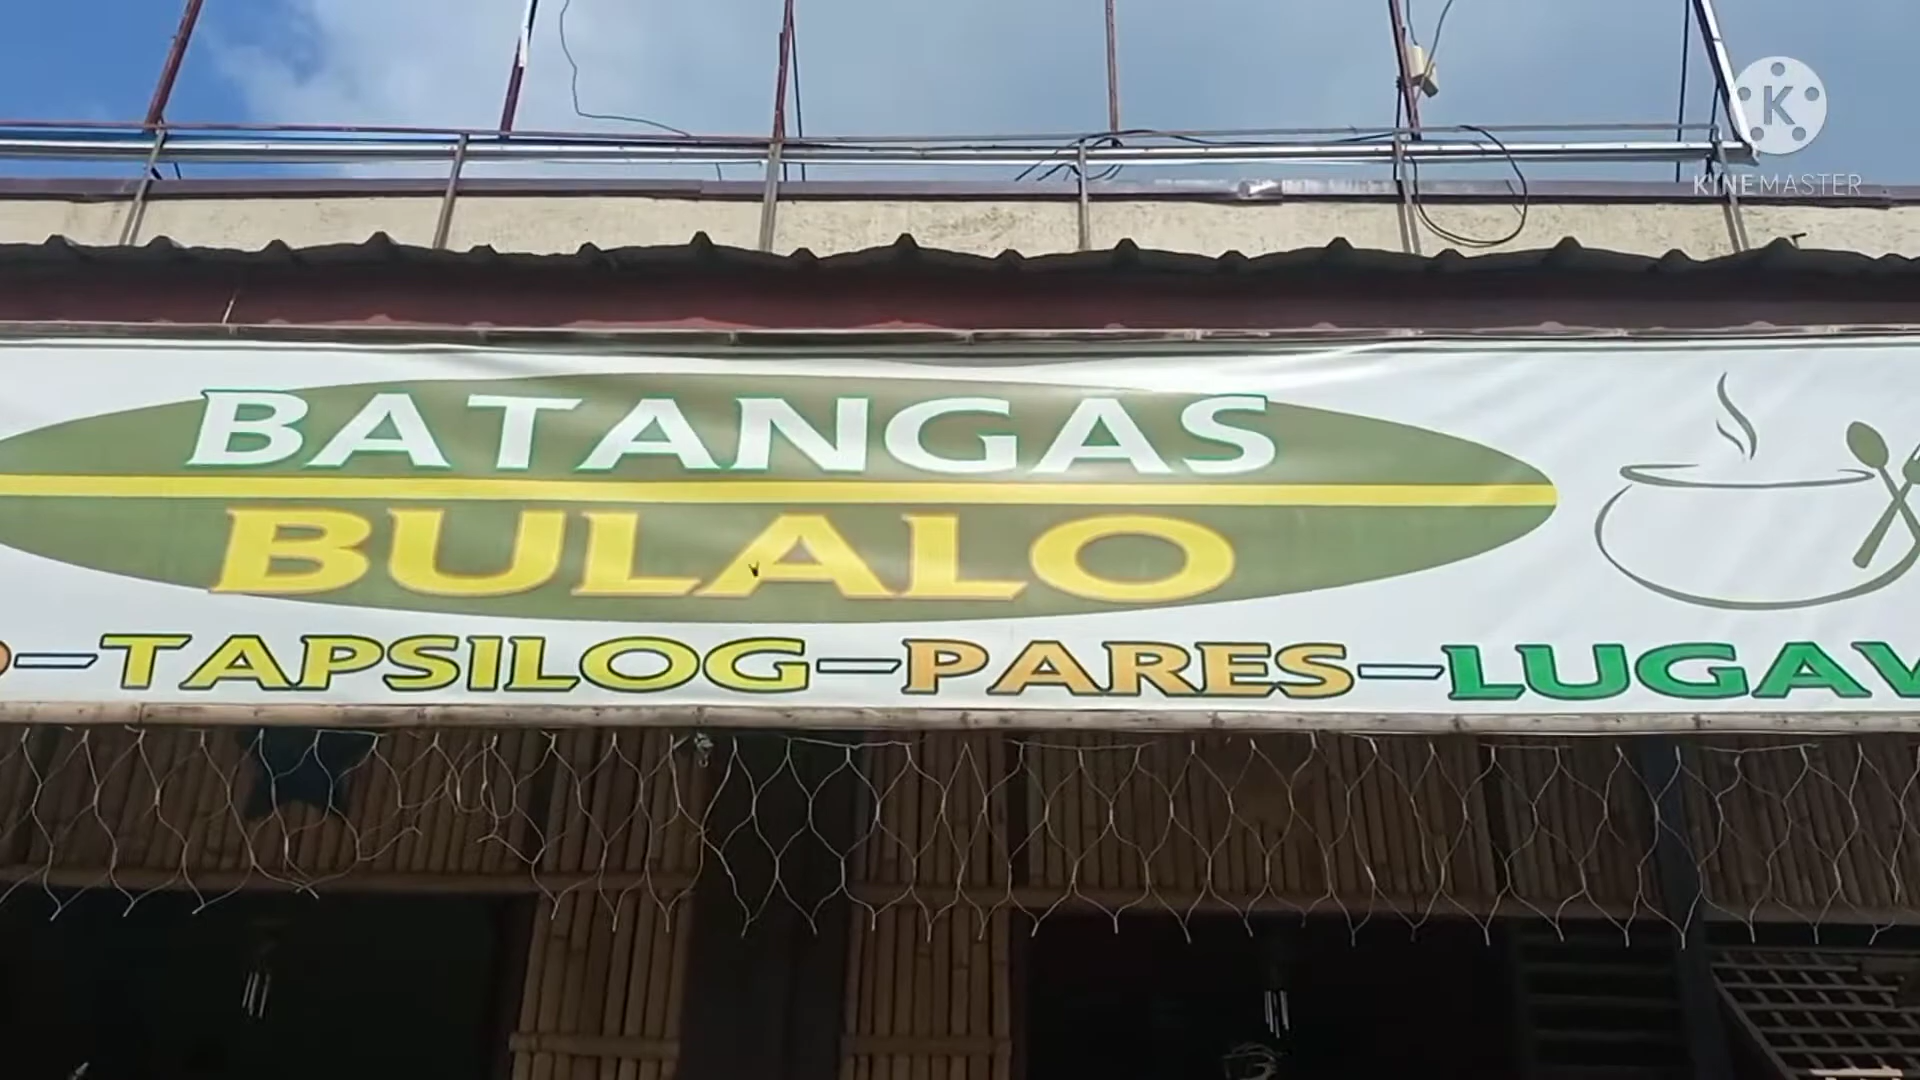 K
KINEMASTER
BATANGAS
BULALO
-TAPSILOG-PARES-